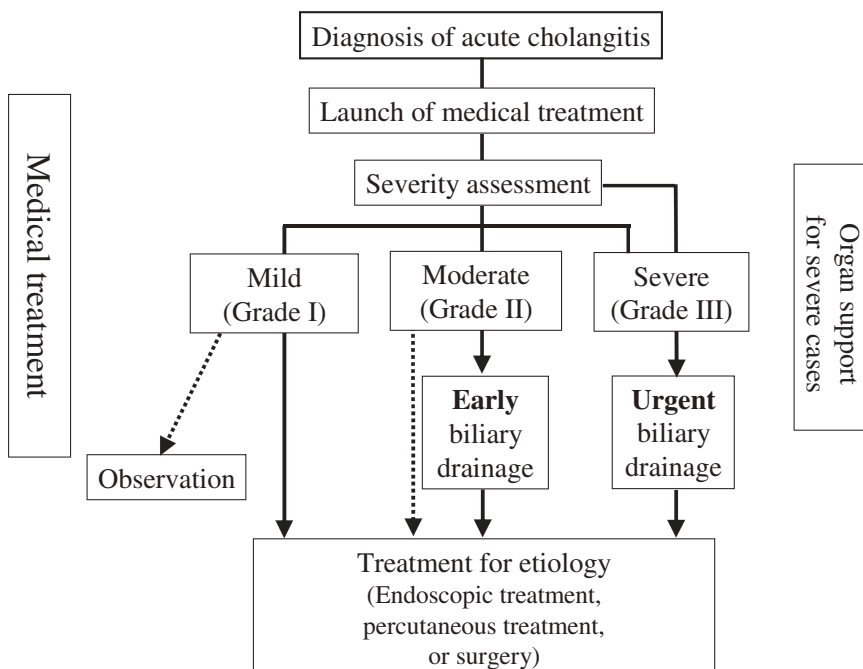 Diagnosis of acute cholangitis
Launch of medical treatment
Severity assessment
Medical treatment
Organ support
for severe cases
Mild
(Grade I)
Moderate
(Grade II)
Severe
(Grade III)
Early
biliary
drainage
Urgent
biliary
drainage
Observation
Treatment for etiology
(Endoscopic treatment,
percutaneous treatment,
or surgery)